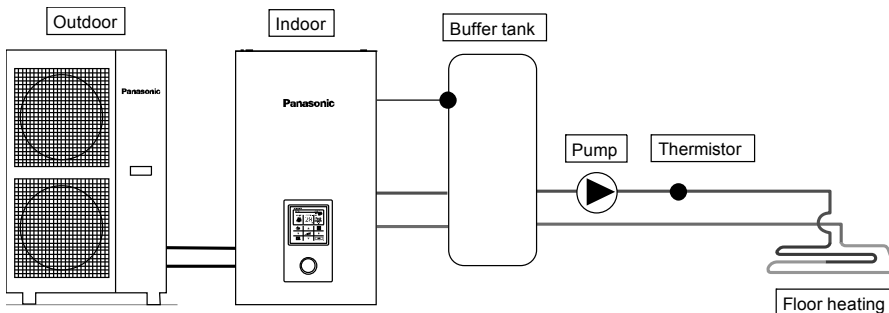 Outdoor
Indoor
Buffer tank
Panasonic
Panasonic
Pump
Thermistor
Floor heating